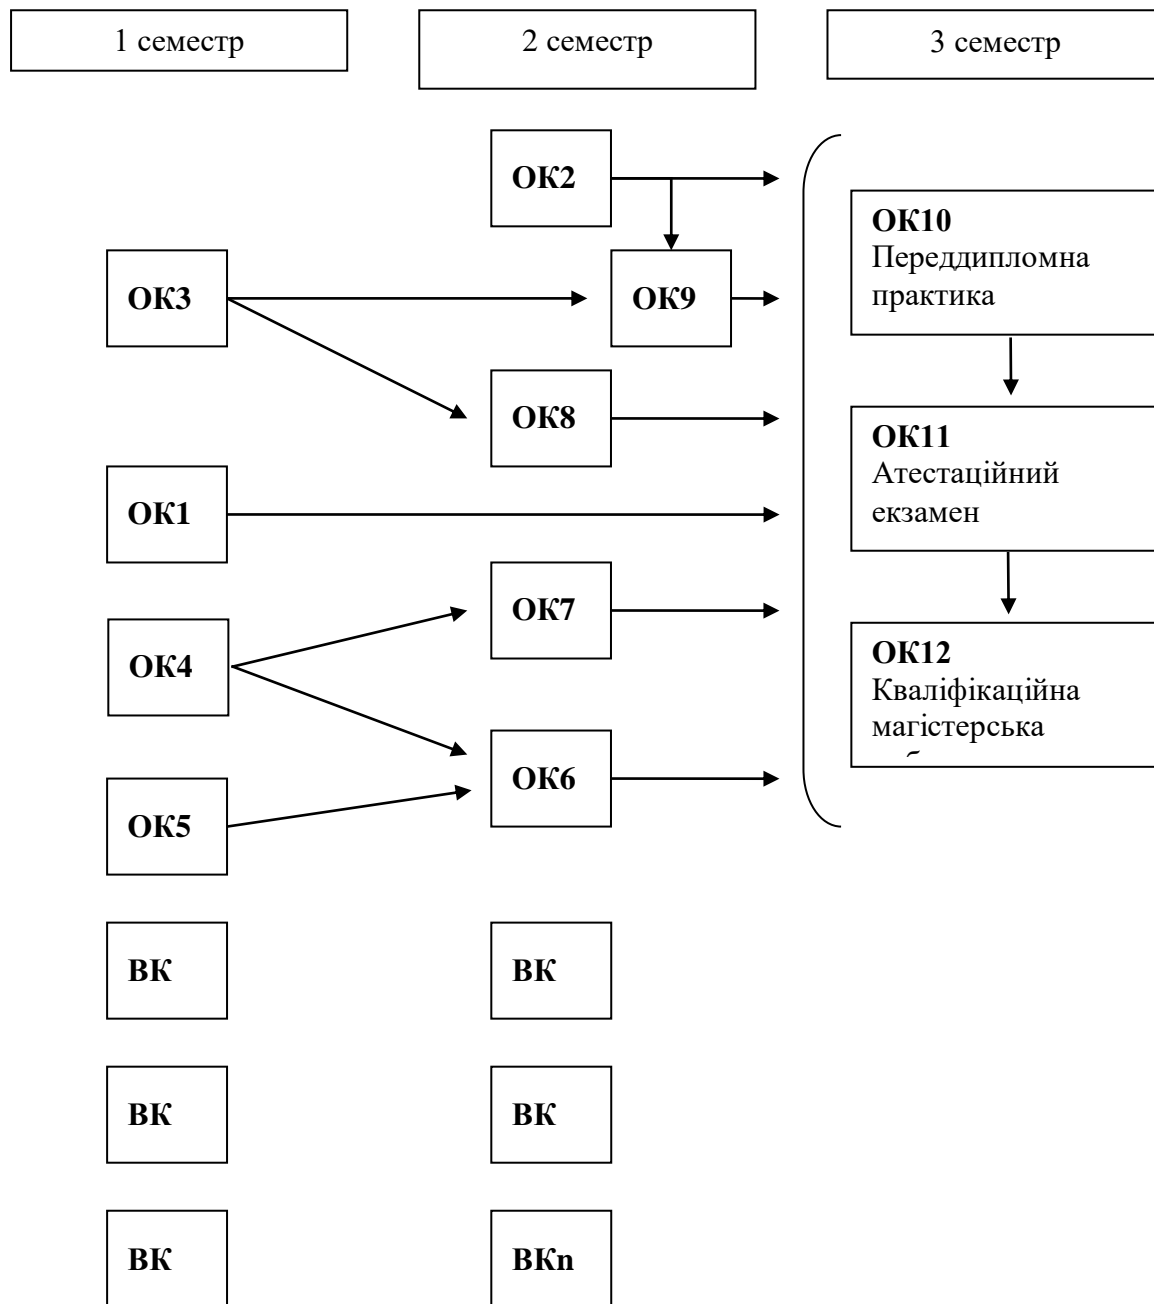 1 семестр
2 семестр
3 семестр
ОК2
ОК10
Переддипломна
практика
ОК3
ОК9
ОК8
ОК11
Атестаційний
екзамен
ОК1
ОК7
ОК4
ОК12
Кваліфікаційна
магістерська
ОК6
ОК5
ВК
ВК
ВК
ВК
ВК
ВКn